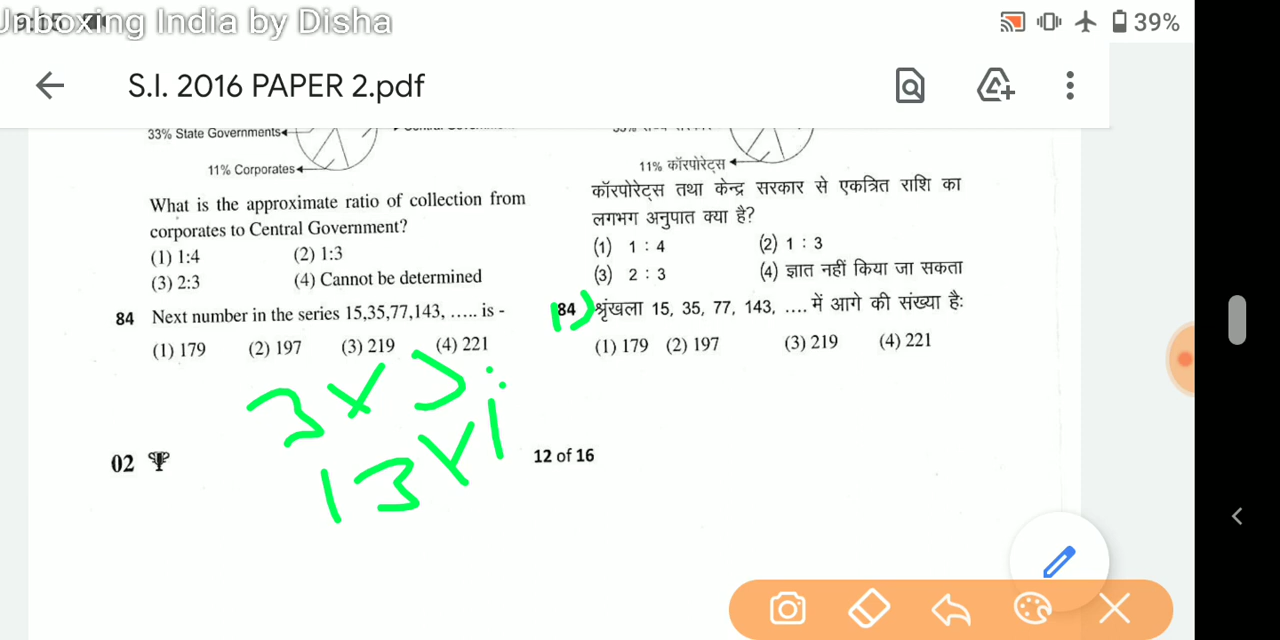 Unboxing India by Disha
39%
S.I. 2016 PAPER 2.pdf
33% State Governments
11% Corporates
What is the approximate ratio of collection from
corporates to Central Government?
(1) 1:4 (2) 1:3
(3) 2:3 (4) Cannot be determined
84 Next number in the series 15,35,77,143, ..... is -
(1) 179 (2) 197 (3) 219 (4) 221
11% कॉरपोरेट्स
कॉरपोरेट्स तथा केन्द्र सरकार से एकत्रित राशि का
लगभग अनुपात क्या है?
(1) 1 : 4 (2) 1 : 3
(3) 2 : 3 (4) ज्ञात नहीं किया जा सकता
84 श्रृंखला 15, 35, 77, 143, .... में आगे की संख्या है:
(1) 179 (2) 197 (3) 219 (4) 221
3 x
13 x 1
02
12 of 16